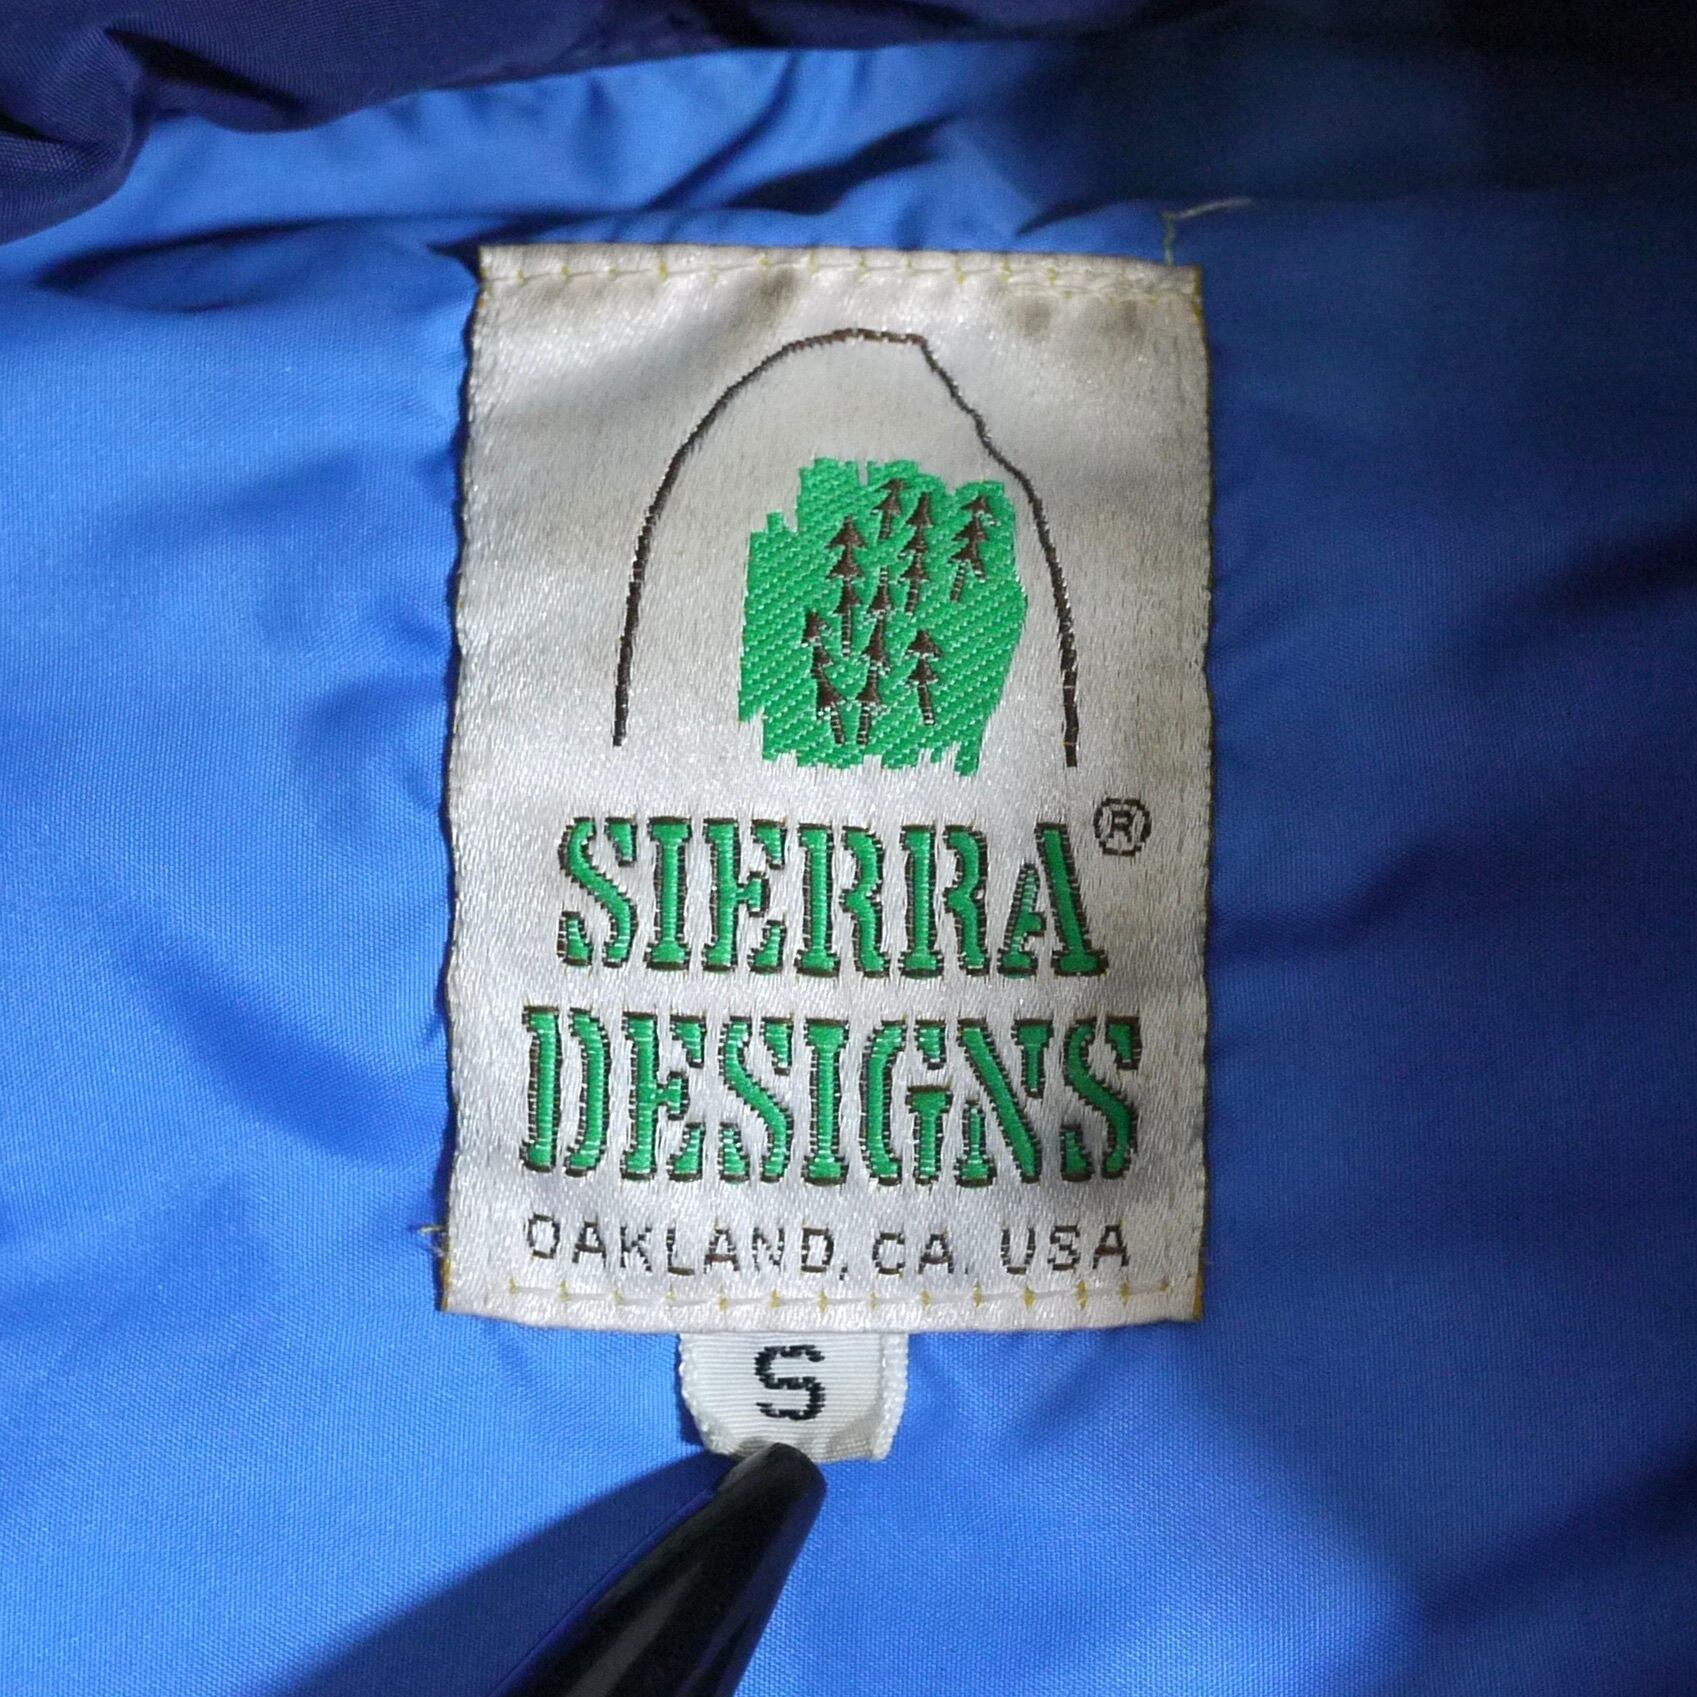 SIERRA ®
DESIGNS
OAKLAND, CA. USA
S